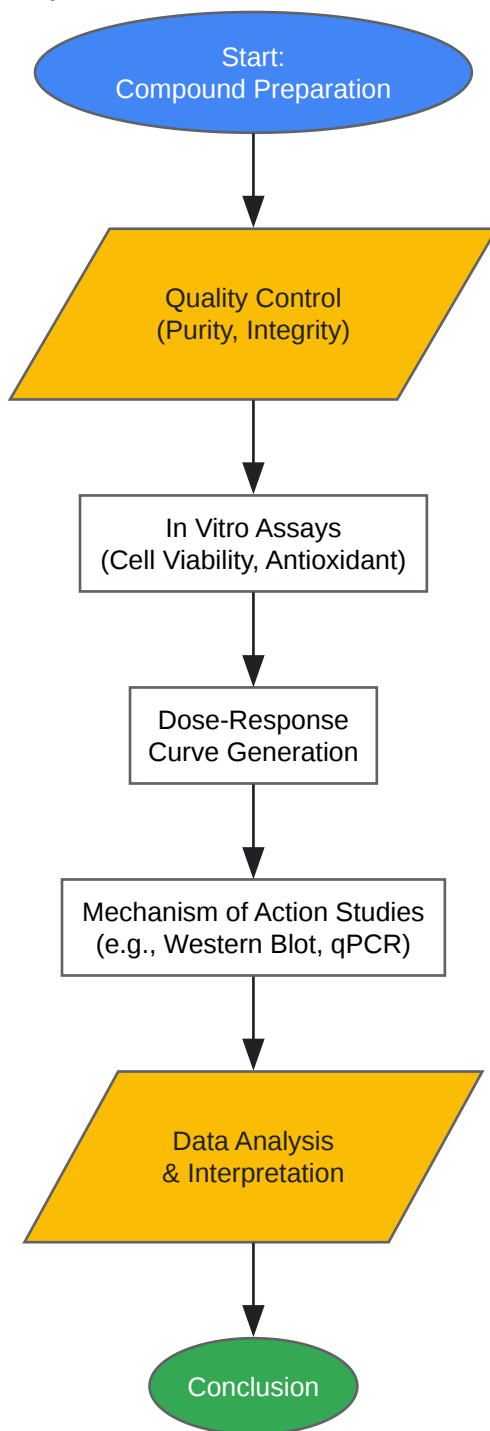 Start:
Compound Preparation
Quality Control
(Purity, Integrity)
In Vitro Assays
(Cell Viability, Antioxidant)
Dose-Response
Curve Generation
Mechanism of Action Studies
(e.g., Western Blot, qPCR)
Data Analysis
& Interpretation
Conclusion